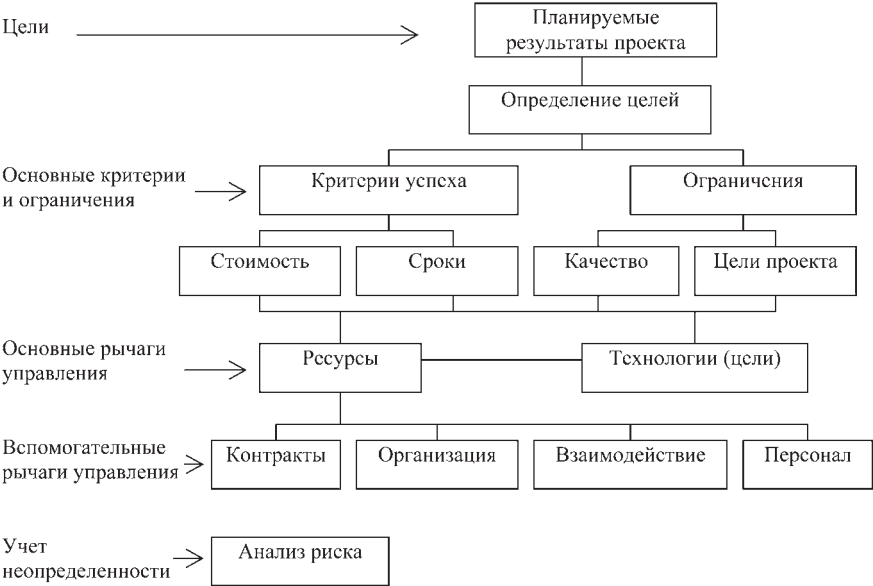 Цели
Планируемые
результаты проекта
Определение целей
Основные критерии
и ограничения
Критерии успеха
Ограничения
Стоимость
Сроки
Качество
Цели проекта
Основные рычаги
управления
Ресурсы
Технологии (цели)
Вспомогательные
рычаги управления
Контракты
Организация
Взаимодействие
Персонал
Учет
неопределенности
Анализ риска